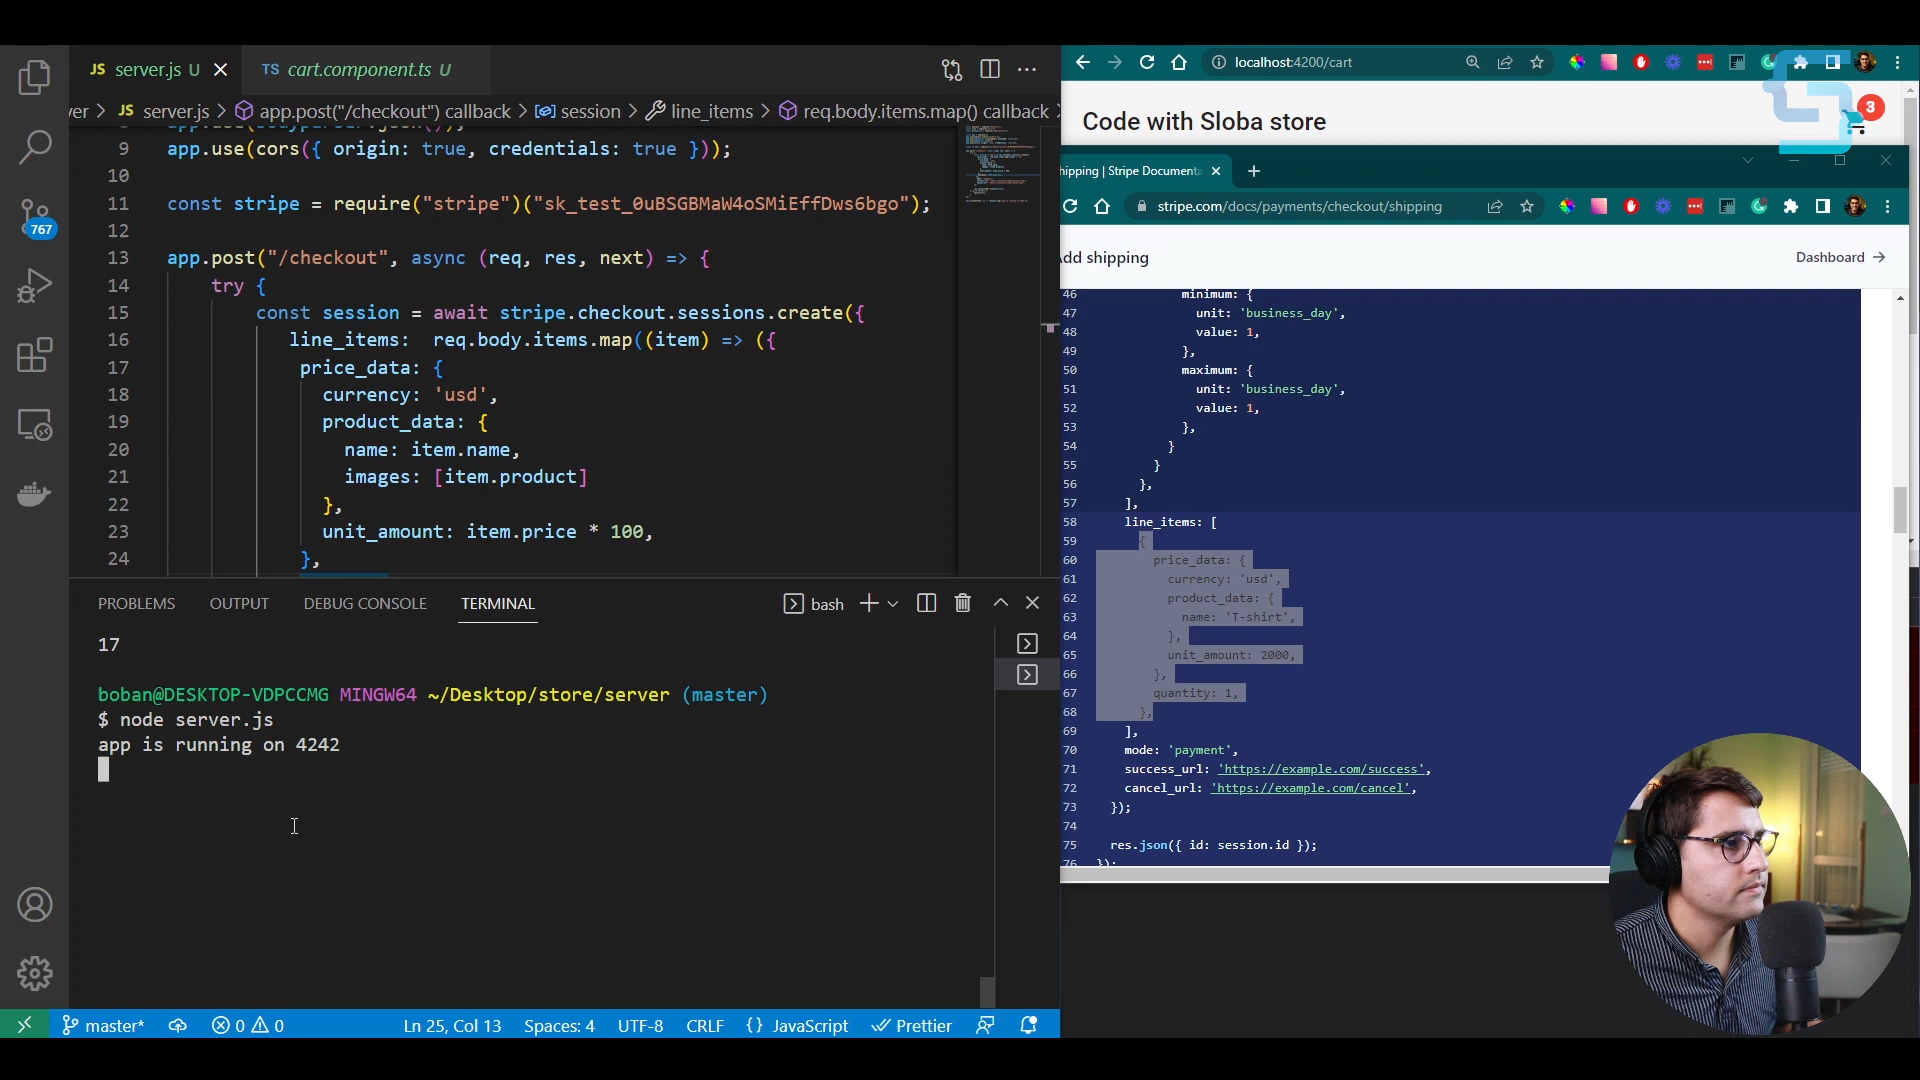 JS server.js U
TS cart.component.ts U
ver > JS server.js > app.post("/checkout") callback > session > line_items > req.body.items.map() callback >
9 app.use(cors({ origin: true, credentials: true }));
10
11 const stripe = require("stripe")("sk_test_0uBSGBMaW4oSMiEffDws6bgo");
12
13 app.post("/checkout", async (req, res, next) => {
14 try {
15 const session = await stripe.checkout.sessions.create({
16 line_items: req.body.items.map((item) => ({
17 price_data: {
18 currency: 'usd',
19 product_data: {
20 name: item.name,
21 images: [item.product]
22 },
23 unit_amount: item.price * 100,
24 },
767
PROBLEMS OUTPUT DEBUG CONSOLE TERMINAL
bash
17
boban@DESKTOP-VDPCCMG MINGW64 ~/Desktop/store/server (master)
$ node server.js
app is running on 4242
master* 0 0 Ln 25, Col 13 Spaces: 4 UTF-8 CRLF {} JavaScript Prettier
localhost:4200/cart
Code with Sloba store
3
hipping | Stripe Documenta
stripe.com/docs/payments/checkout/shipping
dd shipping
Dashboard →
46 minimum: {
47 unit: 'business_day',
48 value: 1,
49 },
50 maximum: {
51 unit: 'business_day',
52 value: 1,
53 },
54 }
55 }
56 },
57 ],
58 line_items: [
59 {
60 price_data: {
61 currency: 'usd',
62 product_data: {
63 name: 'T-shirt',
64 },
65 unit_amount: 2000,
66 },
67 quantity: 1,
68 },
69 ],
70 mode: 'payment',
71 success_url: 'https://example.com/success',
72 cancel_url: 'https://example.com/cancel',
73 });
74
75 res.json({ id: session.id });
76 });